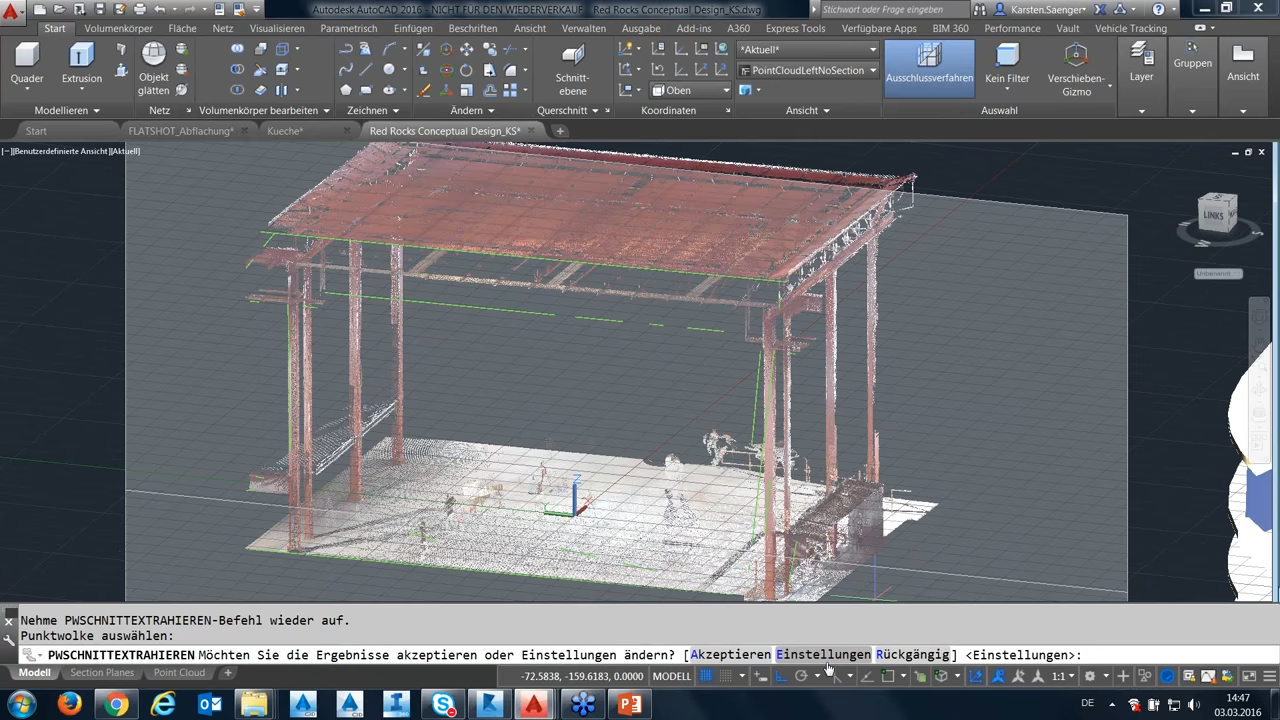 Autodesk AutoCAD 2016 - NICHT FÜR DEN WIEDERVERKAUF - Red Rocks Conceptual Design_KS.dwg
Stichwort oder Frage eingeben
Karsten.Saenger
Start Volumenkörper Fläche Netz Visualisieren Parametrisch Einfügen Beschriften Ansicht Verwalten Ausgabe Add-ins A360 Express Tools Verfügbare Apps BIM 360 Performance Vault Vehicle Tracking
*Aktuell*
PointCloudLeftNoSection
Oben
Quader
Extrusion
Objekt
glätten
Schnitt-
ebene
Ausschlussverfahren
Kein Filter
Verschieben-
Gizmo
Layer
Gruppen
Ansicht
Modellieren Netz Volumenkörper bearbeiten Zeichnen Ändern Querschnitt Koordinaten Ansicht Auswahl
Start FLATSHOT_Abflachung* Kueche* Red Rocks Conceptual Design_KS*
[−][Benutzerdefinierte Ansicht][Aktuell]
LINKS
Unbenannt
Z
Nehme PWSCHNITTEXTRAHIEREN-Befehl wieder auf.
Punktwolke auswählen:
PWSCHNITTEXTRAHIEREN Möchten Sie die Ergebnisse akzeptieren oder Einstellungen ändern? [Akzeptieren Einstellungen Rückgängig] <Einstellungen>:
Modell Section Planes Point Cloud
-72.5838, -159.6183, 0.0000 MODELL
1:1
DE
14:47
03.03.2016